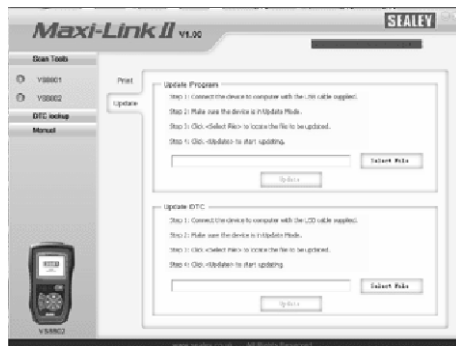 SEALEY
Maxi-Link II V1.00
Scan Tools
VS8001
VS8002
DTC lookup
Manual
Print
Update
Update Program
Step 1: Connect the device to computer with the USB cable supplied.
Step 2: Make sure the device is in Update Mode.
Step 3: Click <Select File> to locate the file to be updated.
Step 4: Click <Update> to start updating.
Select File
Update
Update DTC
Step 1: Connect the device to computer with the USB cable supplied.
Step 2: Make sure the device is in Update Mode.
Step 3: Click <Select File> to locate the file to be updated.
Step 4: Click <Update> to start updating.
Select File
Update
VS8002
All Rights Reserved